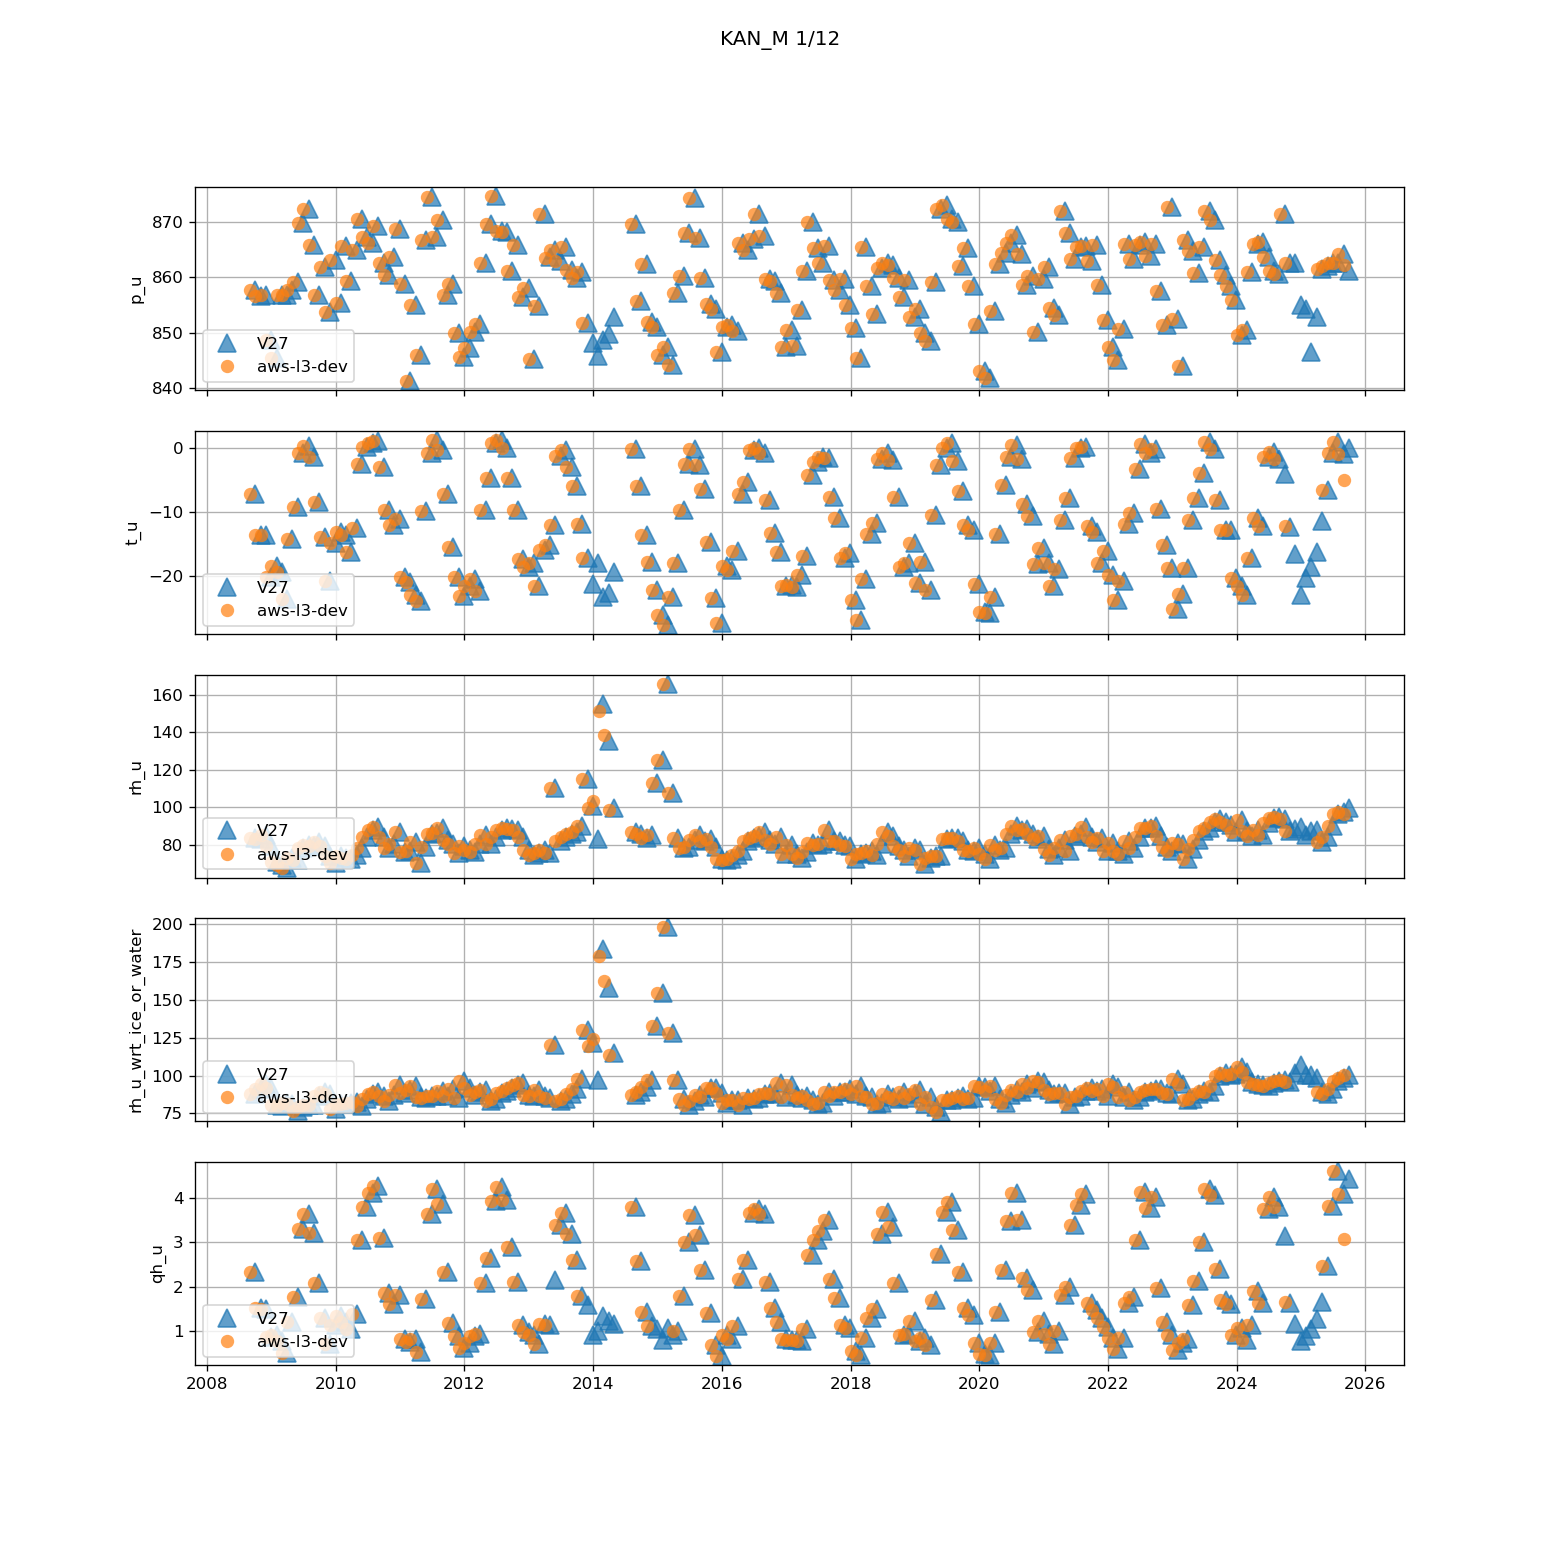 KAN_M 1/12
870
860
850
840
p_u
V27
aws-l3-dev
0
−10
−20
t_u
V27
aws-l3-dev
160
140
120
100
80
rh_u
V27
aws-l3-dev
200
175
150
125
100
75
rh_u_wrt_ice_or_water
V27
aws-l3-dev
4
3
2
1
qh_u
V27
aws-l3-dev
2008 2010 2012 2014 2016 2018 2020 2022 2024 2026